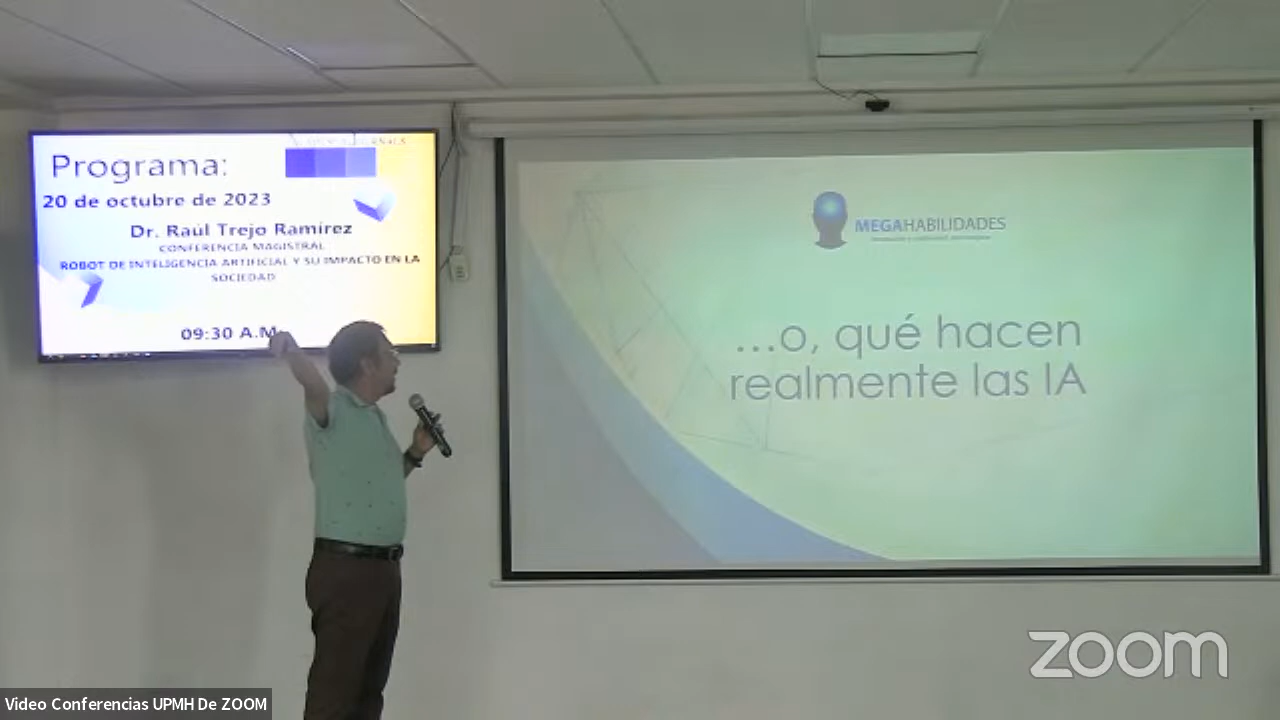 Programa:
20 de octubre de 2023
Dr. Raúl Trejo Ramírez
CONFERENCIA MAGISTRAL
ROBOT DE INTELIGENCIA ARTIFICIAL Y SU IMPACTO EN LA
SOCIEDAD
09:30 A.M
MEGAHABILIDADES
...o, qué hacen
realmente las IA
zoom
Video Conferencias UPMH De ZOOM